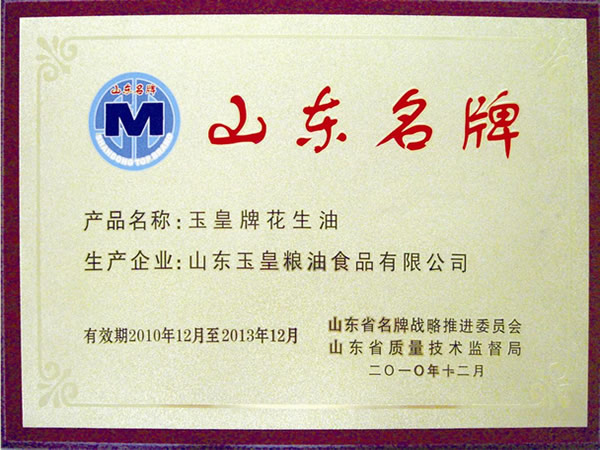 山东名牌
M
SHANDONG TOP BRAND
山东名牌
产品名称:玉皇牌花生油
生产企业:山东玉皇粮油食品有限公司
有效期2010年12月至2013年12月
山东省名牌战略推进委员会
山东省质量技术监督局
二〇一〇年十二月